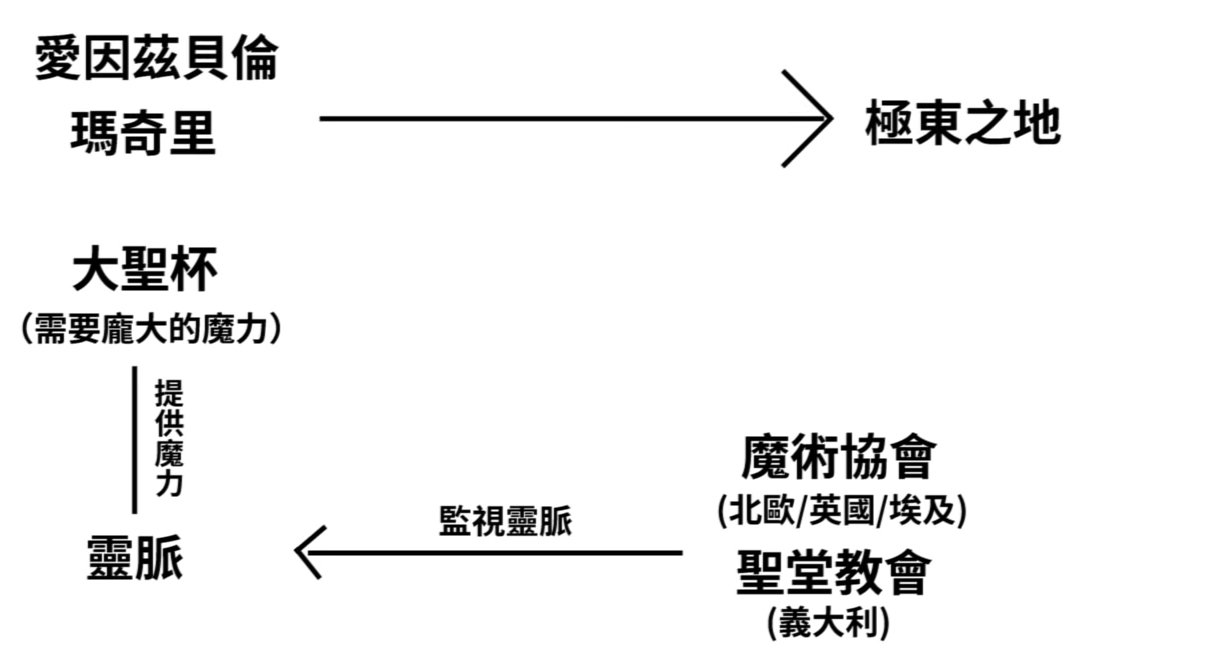 愛因茲貝倫
瑪奇里
極東之地
大聖杯
（需要龐大的魔力）
提供魔力
靈脈
監視靈脈
魔術協會
(北歐/英國/埃及)
聖堂教會
(義大利)